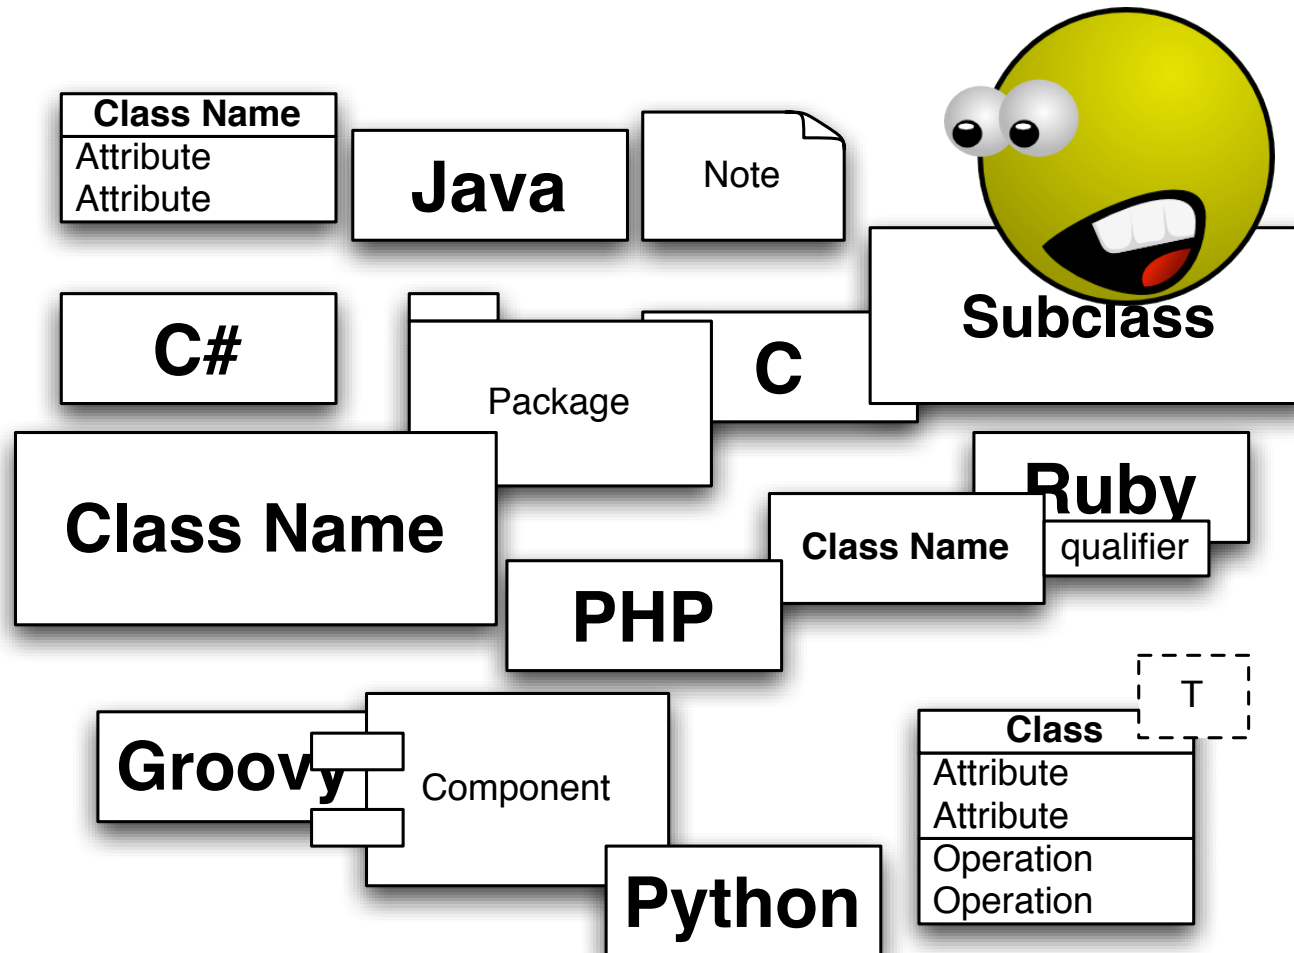 Class Name
Attribute
Attribute
Java
Note
Subclass
C#
Package
C
Class Name
Ruby
Class Name
qualifier
PHP
T
Groovy
Component
Class
Attribute
Attribute
Operation
Operation
Python